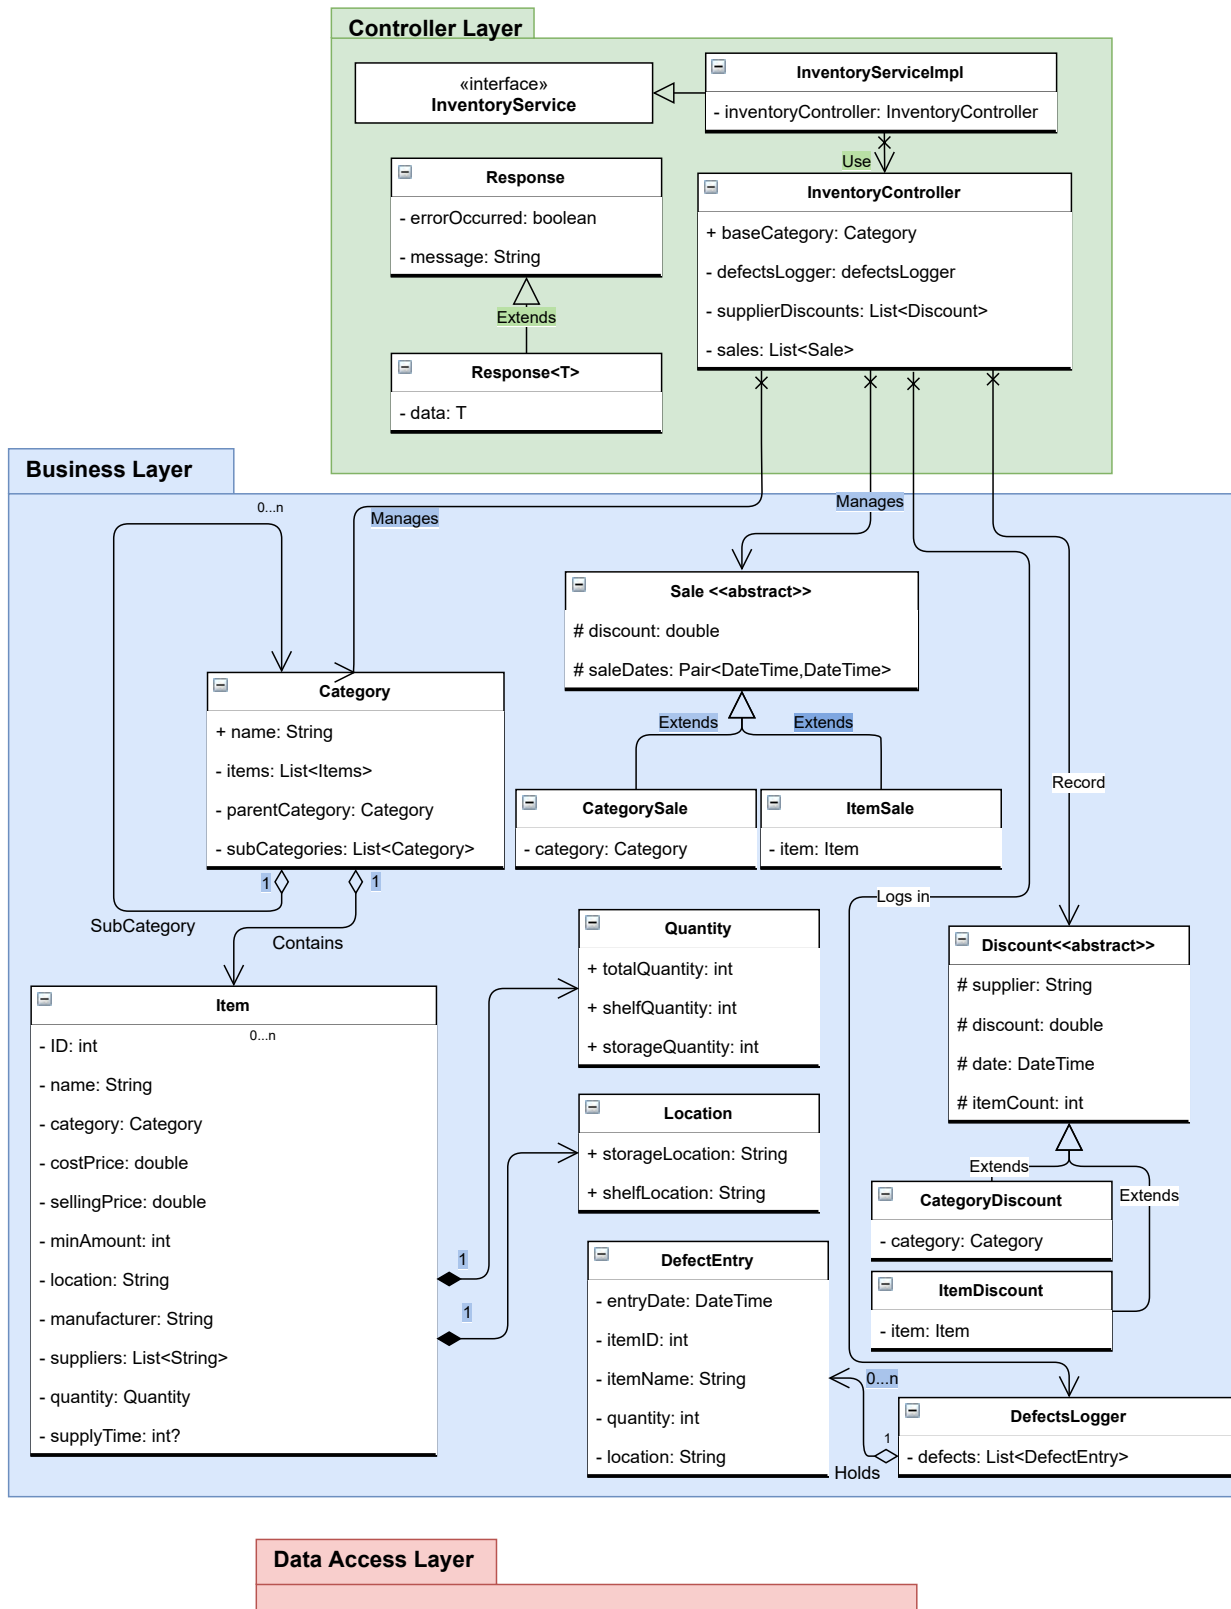 Controller Layer
«interface»
InventoryService
InventoryServiceImpl
- inventoryController: InventoryController
Use
Response
- errorOccurred: boolean
- message: String
Extends
Response<T>
- data: T
InventoryController
+ baseCategory: Category
- defectsLogger: defectsLogger
- supplierDiscounts: List<Discount>
- sales: List<Sale>
Business Layer
0...n
Manages
Manages
Sale <<abstract>>
# discount: double
# saleDates: Pair<DateTime,DateTime>
Extends
Extends
Category
+ name: String
- items: List<Items>
- parentCategory: Category
- subCategories: List<Category>
1
1
SubCategory
Contains
CategorySale
- category: Category
ItemSale
- item: Item
Record
Logs in
Item
0...n
- ID: int
- name: String
- category: Category
- costPrice: double
- sellingPrice: double
- minAmount: int
- location: String
- manufacturer: String
- suppliers: List<String>
- quantity: Quantity
- supplyTime: int?
1
1
Quantity
+ totalQuantity: int
+ shelfQuantity: int
+ storageQuantity: int
Location
+ storageLocation: String
+ shelfLocation: String
DefectEntry
- entryDate: DateTime
- itemID: int
- itemName: String
- quantity: int
- location: String
Discount<<abstract>>
# supplier: String
# discount: double
# date: DateTime
# itemCount: int
Extends
Extends
CategoryDiscount
- category: Category
ItemDiscount
- item: Item
0...n
1
Holds
DefectsLogger
- defects: List<DefectEntry>
Data Access Layer